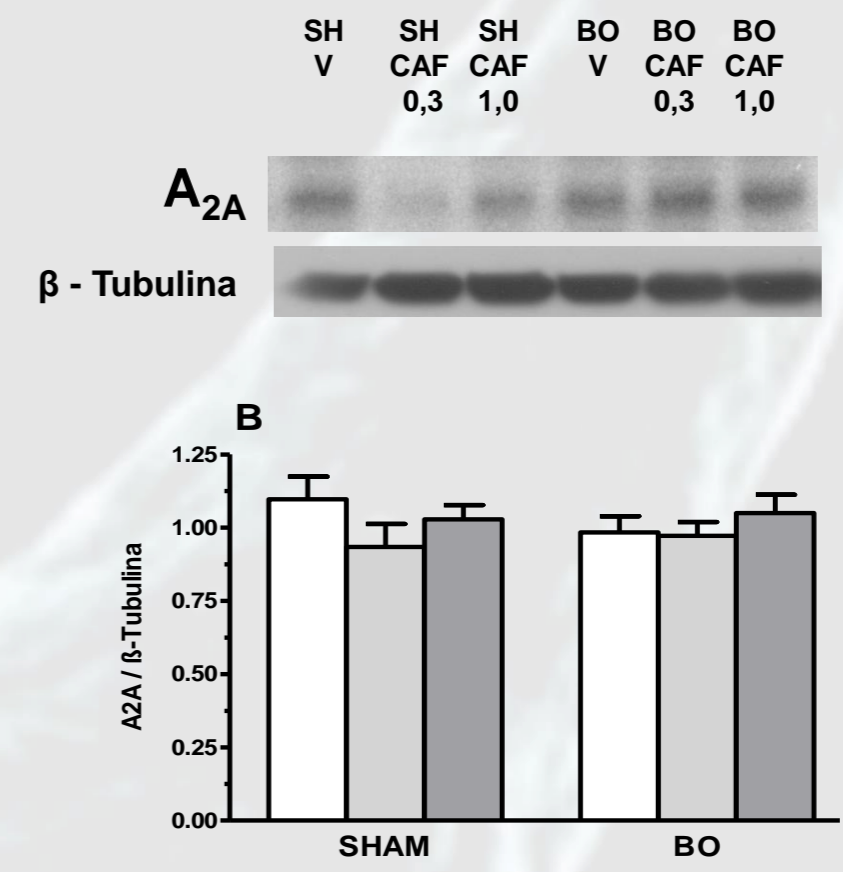 SH SH SH BO BO BO
V CAF CAF V CAF CAF
0,3 1,0 0,3 1,0
A2A
β - Tubulina
B
1.25
1.00
0.75
0.50
0.25
0.00
A2A / ß-Tubulina
SHAM BO